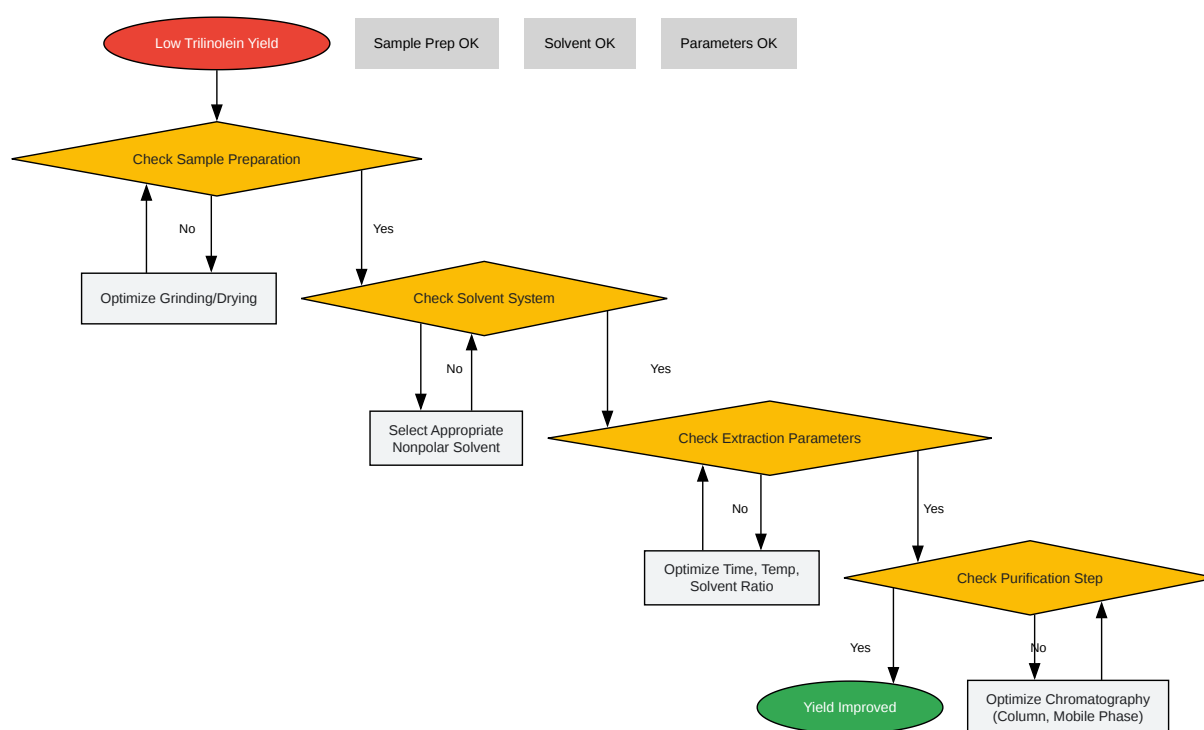 Low Trilinolein Yield
Sample Prep OK
Solvent OK
Parameters OK
Check Sample Preparation
No
Yes
Optimize Grinding/Drying
Check Solvent System
No
Yes
Select Appropriate
Nonpolar Solvent
Check Extraction Parameters
No
Yes
Optimize Time, Temp,
Solvent Ratio
Check Purification Step
Yes
No
Yield Improved
Optimize Chromatography
(Column, Mobile Phase)